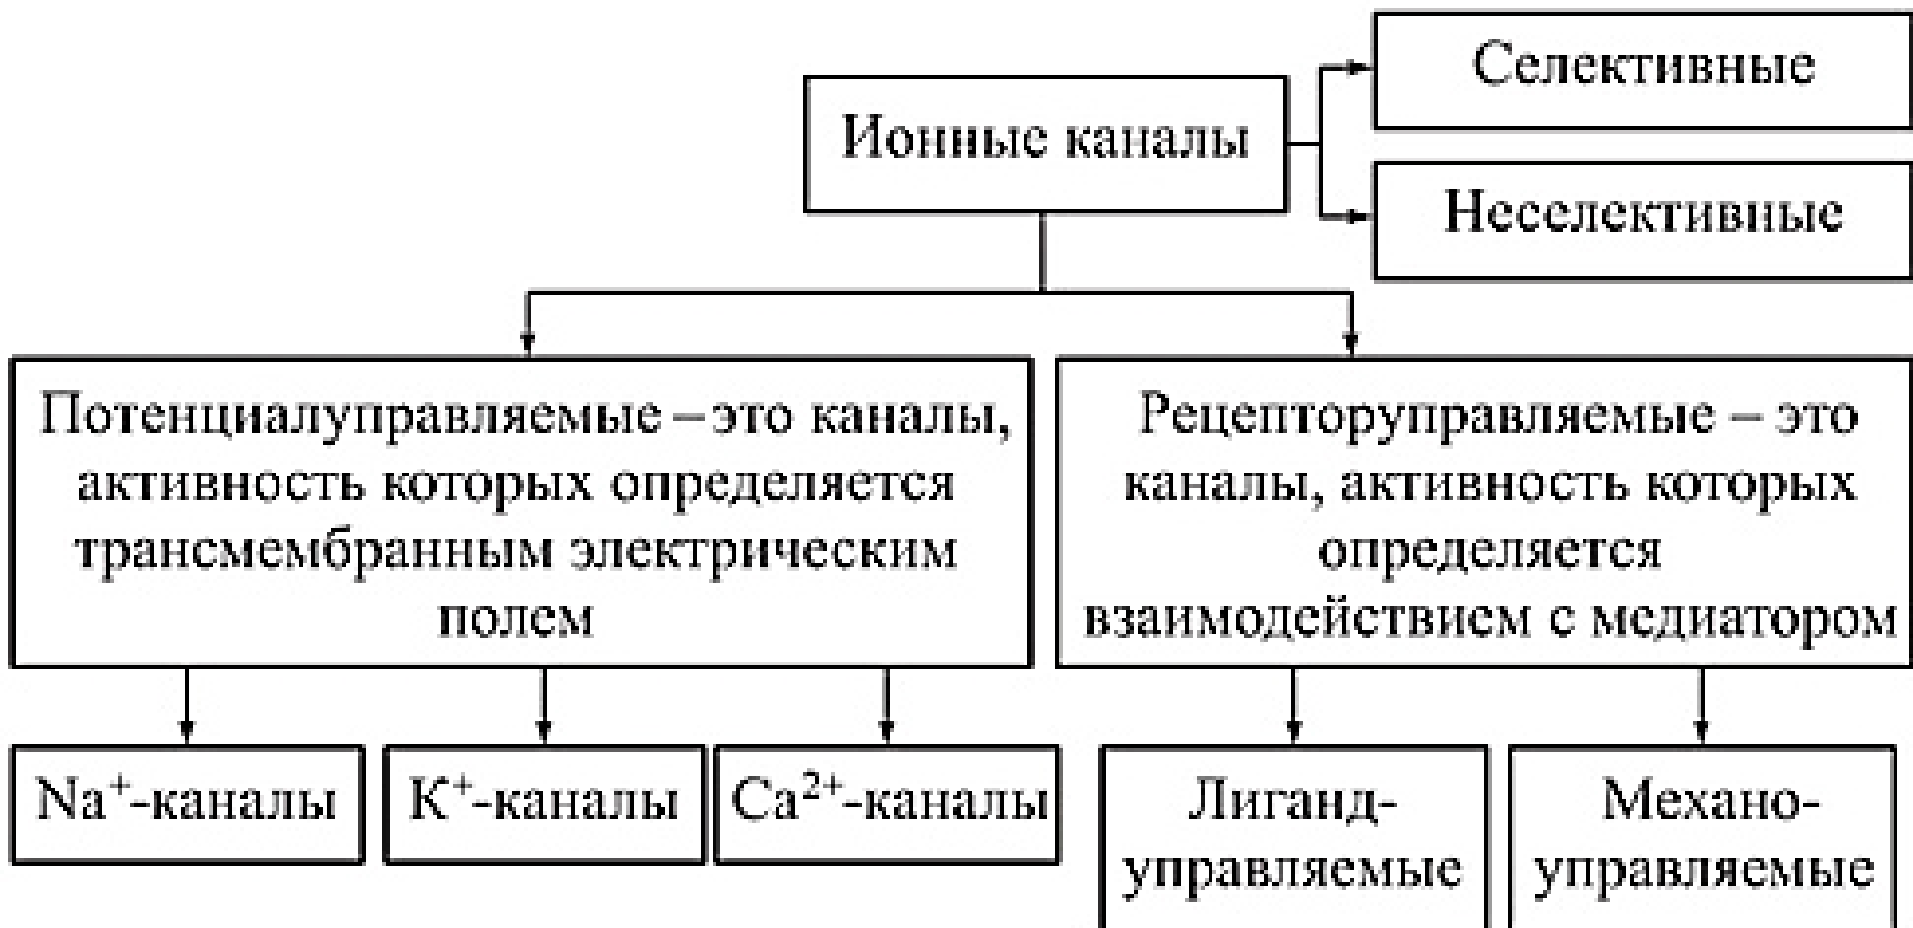 Селективные
Ионные каналы
Неселективные
Потенциалуправляемые – это каналы,
активность которых определяется
трансмембранным электрическим
полем
Рецепторуправляемые – это
каналы, активность которых
определяется
взаимодействием с медиатором
Na⁺-каналы
K⁺-каналы
Ca²⁺-каналы
Лиганд-
управляемые
Механо-
управляемые